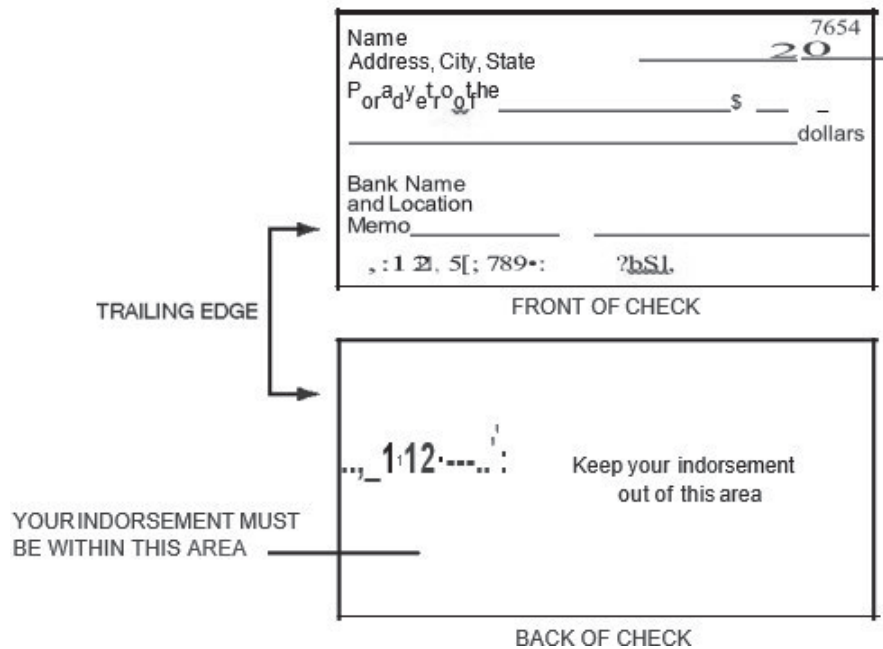 7654
Name
20
Address, City, State
$
dollars
Bank Name
and Location
Memo
789
TRAILING EDGE
FRONT OF CHECK
Keep your indorsement
out of this area
YOUR INDORSEMENT MUST
BE WITHIN THIS AREA
BACK OF CHECK